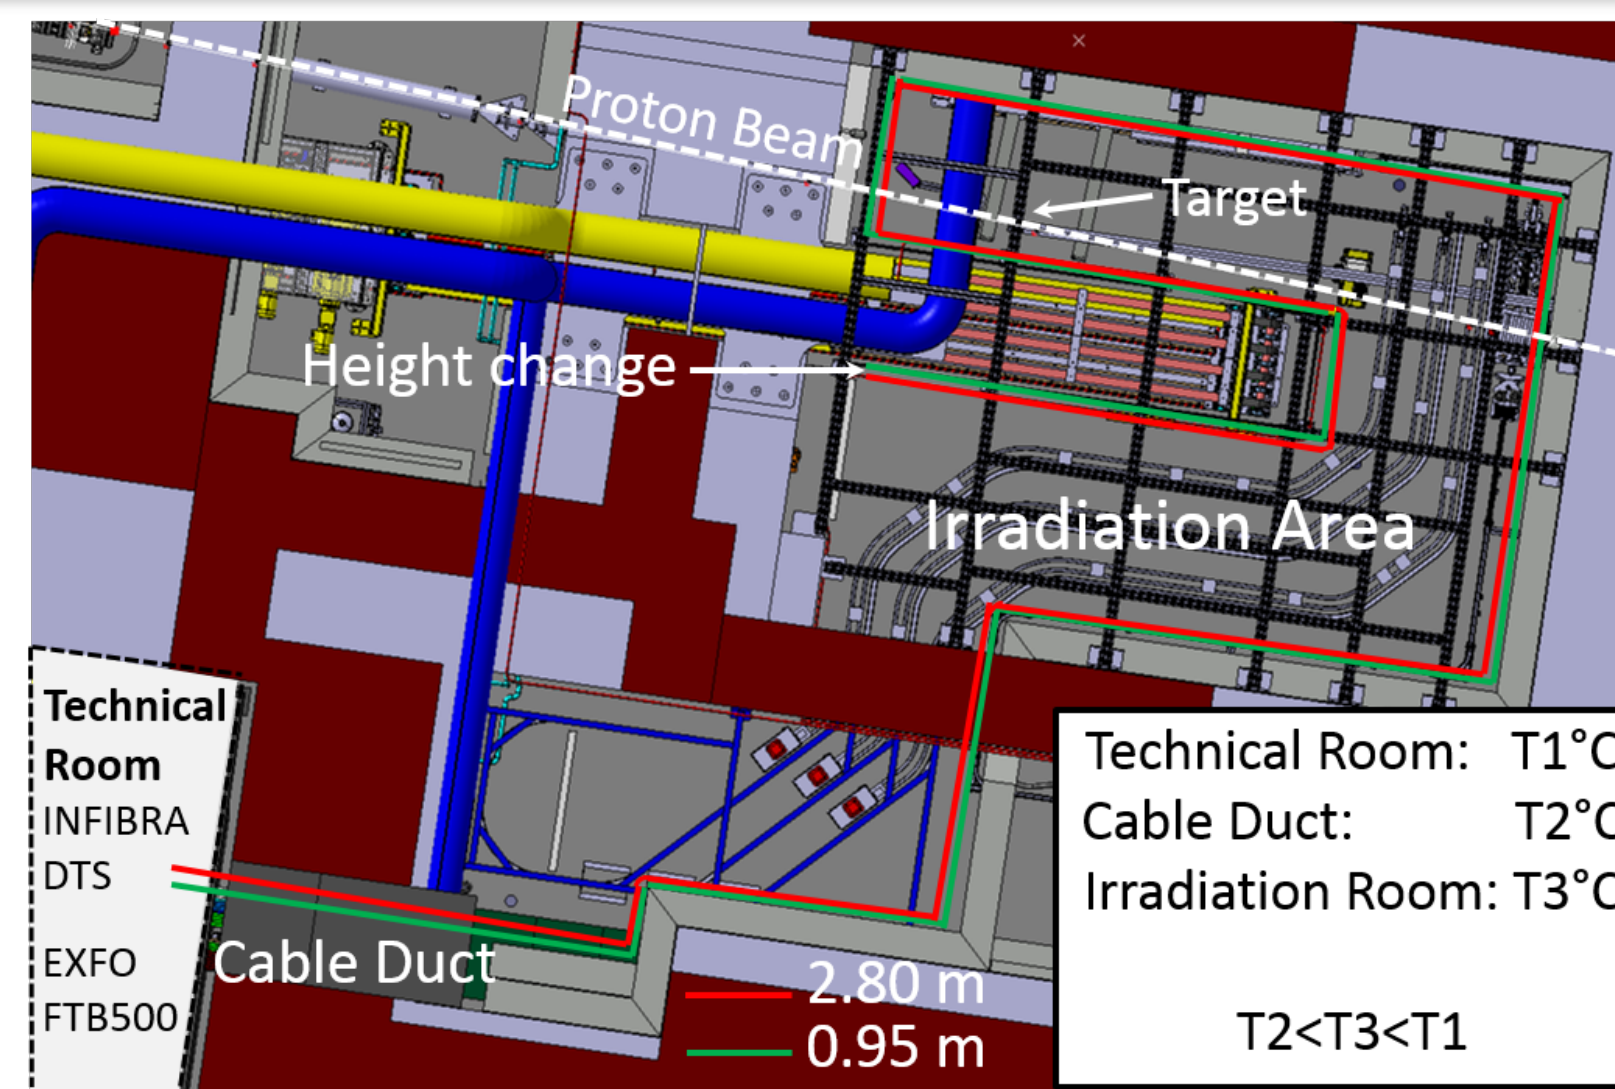 Proton Beam
Target
Height change
Irradiation Area
Technical
Room
INFIBRA
DTS
EXFO
FTB500
Cable Duct
2.80 m
0.95 m
Technical Room: T1°C
Cable Duct: T2°C
Irradiation Room: T3°C
T2<T3<T1